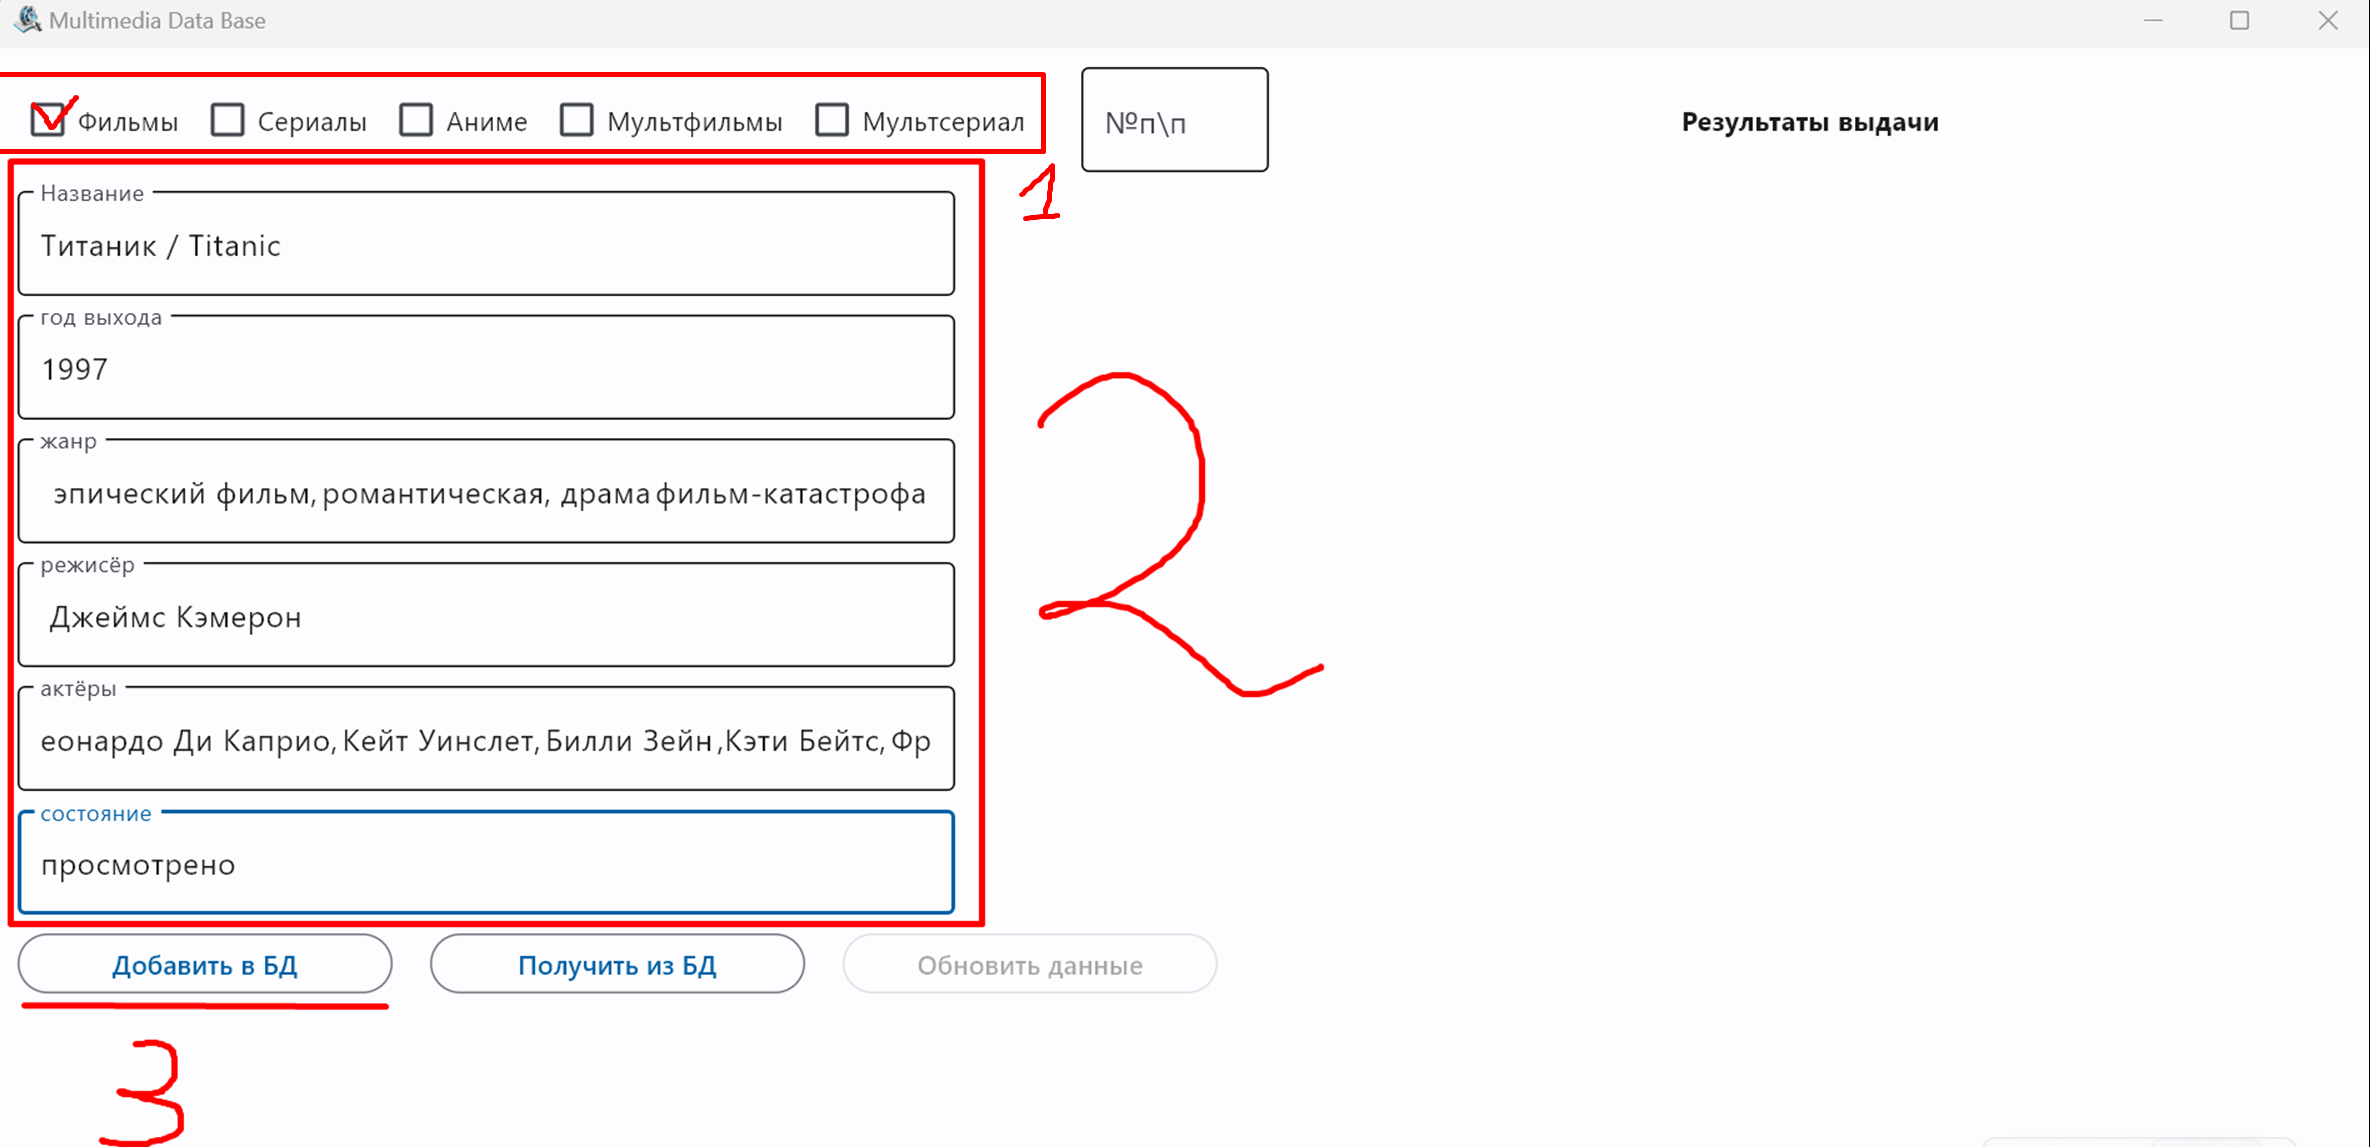 Multimedia Data Base
Фильмы Сериалы Аниме Мультфильмы Мультсериал №п\п Результаты выдачи
1
Название
Титаник / Titanic
год выхода
1997
жанр
эпический фильм, романтическая, драма фильм-катастрофа
2
режисёр
Джеймс Кэмерон
актёры
еонардо Ди Каприо, Кейт Уинслет, Билли Зейн ,Кэти Бейтс, Фр
состояние
просмотрено
Добавить в БД Получить из БД Обновить данные
3